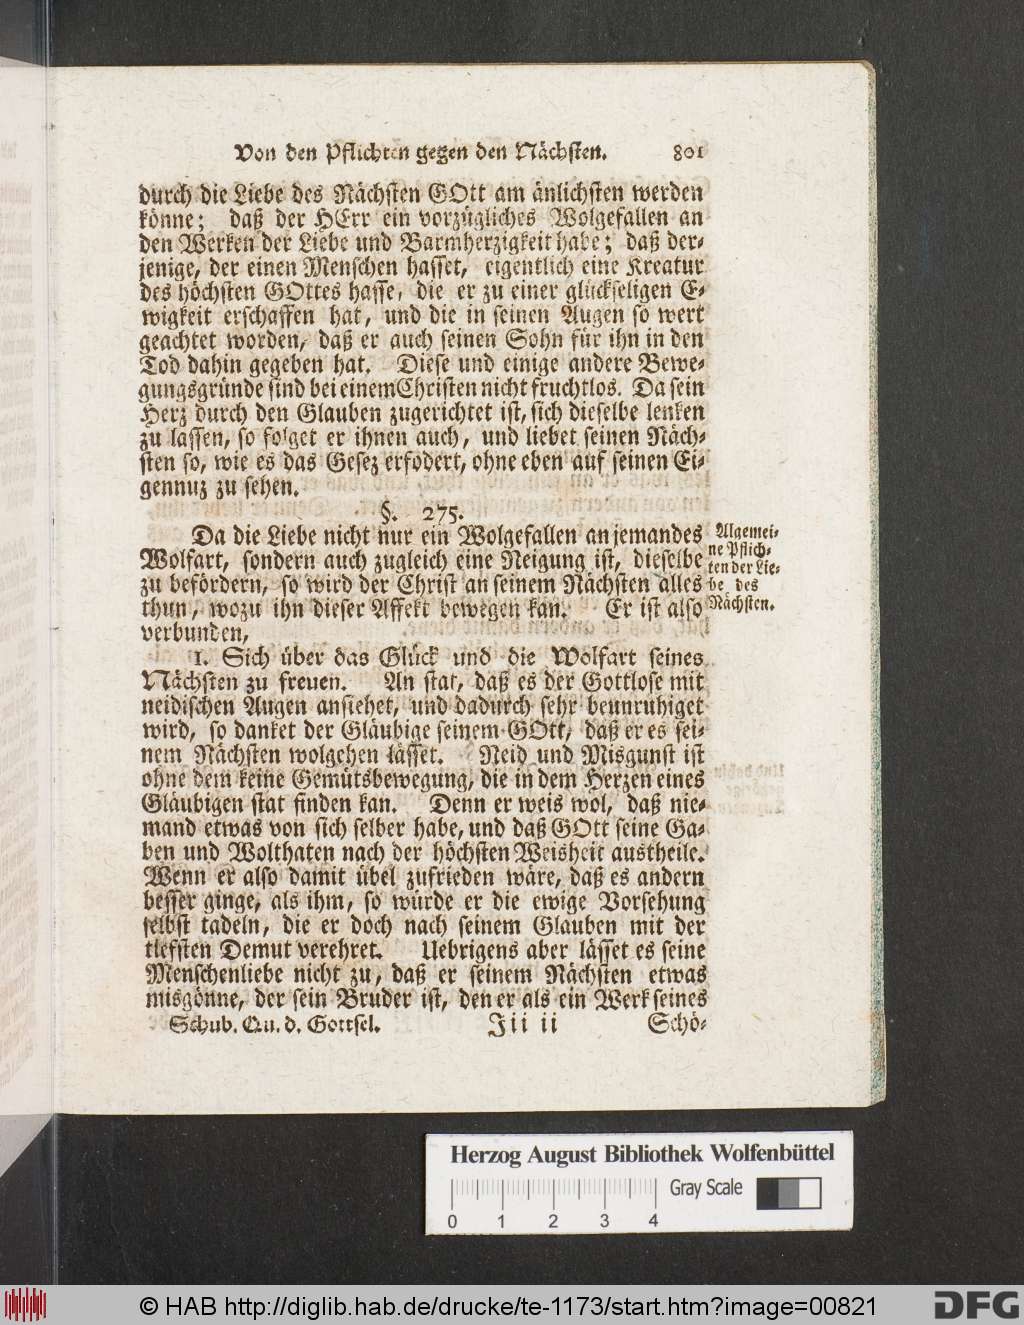 Von den Pflichten gegen den Nächsten. 801
durch die Liebe des Nächsten GOtt am änlichsten werden
könne; daß der HErr ein vorzügliches Wolgefallen an
den Werken der Liebe und Barmherzigkeit habe; daß der-
jenige, der einen Menschen hasset, eigentlich eine Kreatur
des höchsten GOttes hasse, die er zu einer glückseligen E-
wigkeit erschaffen hat, und die in seinen Augen so wert
geachtet worden, daß er auch seinen Sohn für ihn in den
Tod dahin gegeben hat. Diese und einige andere Bewe-
gungsgründe sind bei einem Christen nicht fruchtlos. Da sein
Herz durch den Glauben zugerichtet ist, sich dieselbe lenken
zu lassen, so folget er ihnen auch, und liebet seinen Näch-
sten so, wie es das Gesez erfodert, ohne eben auf seinen Ei-
gennuz zu sehen.
§. 275.
Da die Liebe nicht nur ein Wolgefallen an jemandes
Wolfart, sondern auch zugleich eine Neigung ist, dieselbe
zu befördern, so wird der Christ an seinem Nächsten alles
thun, wozu ihn dieser Affekt bewegen kan. Er ist also
verbunden,
Algemei-
ne Pflich-
ten der Lie-
be des
Nächsten.
1. Sich über das Glück und die Wolfart seines
Nächsten zu freuen. An stat, daß es der Gottlose mit
neidischen Augen ansiehet, und dadurch sehr beunruhiget
wird, so danket der Gläubige seinem GOtt, daß er es sei-
nem Nächsten wolgehen lässet. Neid und Misgunst ist
ohne dem keine Gemütsbewegung, die in dem Herzen eines
Gläubigen stat finden kan. Denn er weis wol, daß nie-
mand etwas von sich selber habe, und daß GOtt seine Ga-
ben und Wolthaten nach der höchsten Weisheit austheile.
Wenn er also damit übel zufrieden wäre, daß es andern
besser ginge, als ihm, so würde er die ewige Vorsehung
selbst tadeln, die er doch nach seinem Glauben mit der
tiefsten Demut verehret. Uebrigens aber lässet es seine
Menschenliebe nicht zu, daß er seinem Nächsten etwas
misgönne, der sein Bruder ist, den er als ein Werk seines
Schub. Qu. d. Gottsel. Iii ii Schö-
Herzog August Bibliothek Wolfenbüttel
Gray Scale
0 1 2 3 4
© HAB http://diglib.hab.de/drucke/te-1173/start.htm?image=00821
DFG